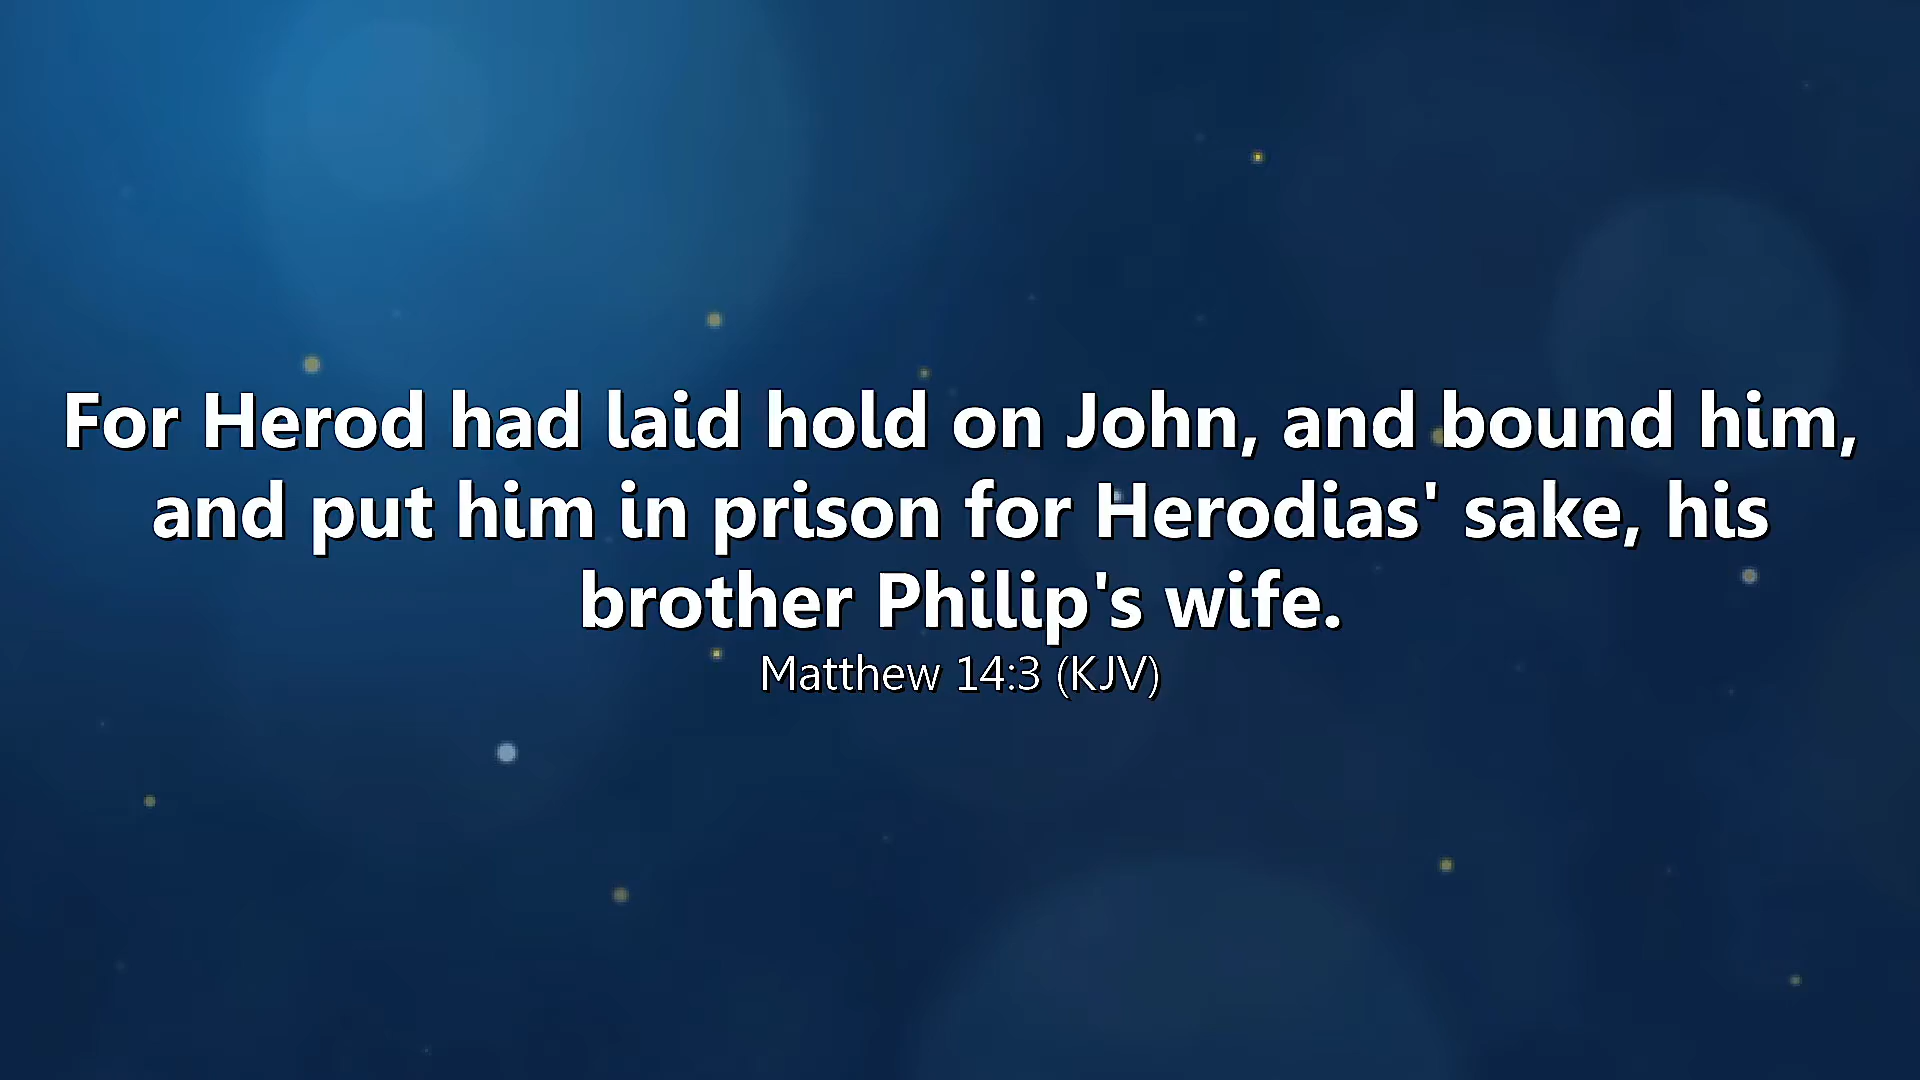 For Herod had laid hold on John, and bound him,
and put him in prison for Herodias' sake, his
brother Philip's wife.
Matthew 14:3 (KJV)